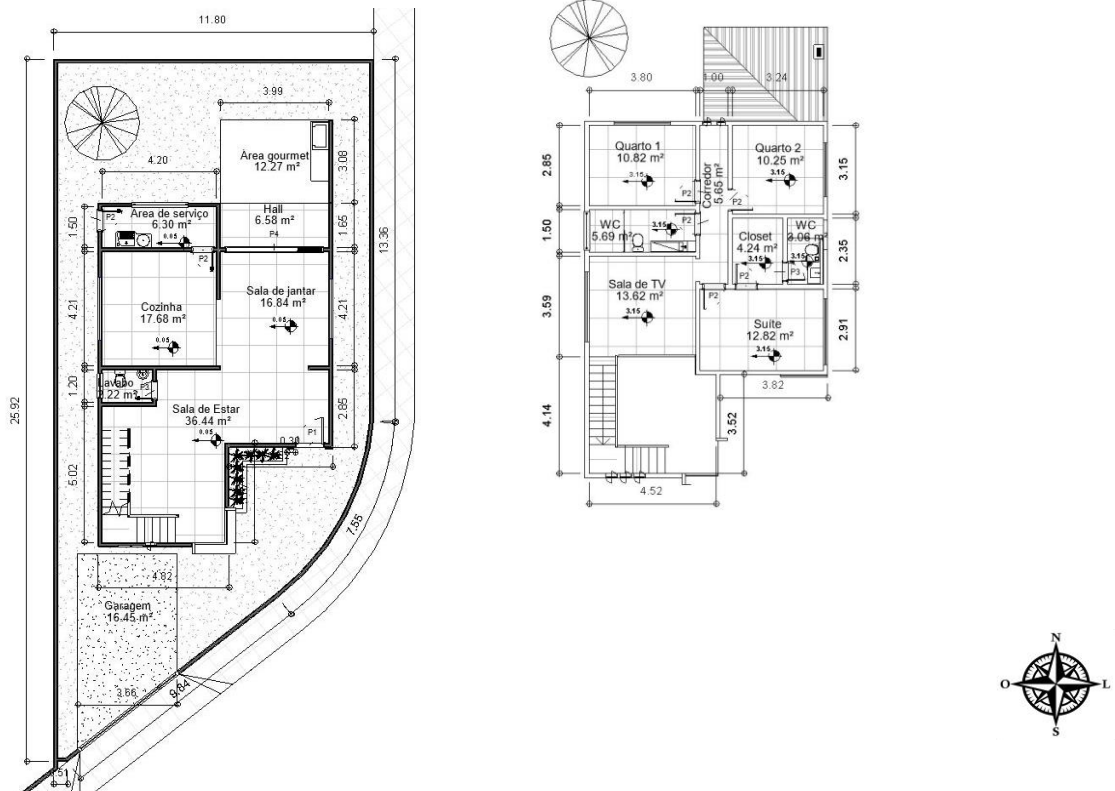 11.80
3.99
Àrea gourmet
12.27 m²
3.08
4.20
Área de serviço
6.30 m²
0.05
P2
1.50
Hall
6.58 m²
1.65
P4
13.36
P2
Cozinha
17.68 m²
0.05
4.21
Sala de jantar
16.84 m²
0.05
4.21
25.92
1.20
Lavabo
2.22 m²
P3
Sala de Estar
36.44 m²
0.05
P1
2.85
0.30
6.02
7.55
4.82
Garagem
16.45 m²
3.66
9.84
.51
3.80
1.00
3.24
Quarto 1
10.82 m²
3.15
P2
2.85
Corredor
5.65 m²
Quarto 2
10.25 m²
3.15
P2
3.15
WC
5.69 m²
3.15
P2
1.50
Closet
4.24 m²
3.15
P2
WC
3.06 m²
3.15
P3
2.35
Sala de TV
13.62 m²
3.15
3.59
P2
Suíte
12.82 m²
3.15
2.91
3.82
4.14
3.52
4.52
N
O
L
S